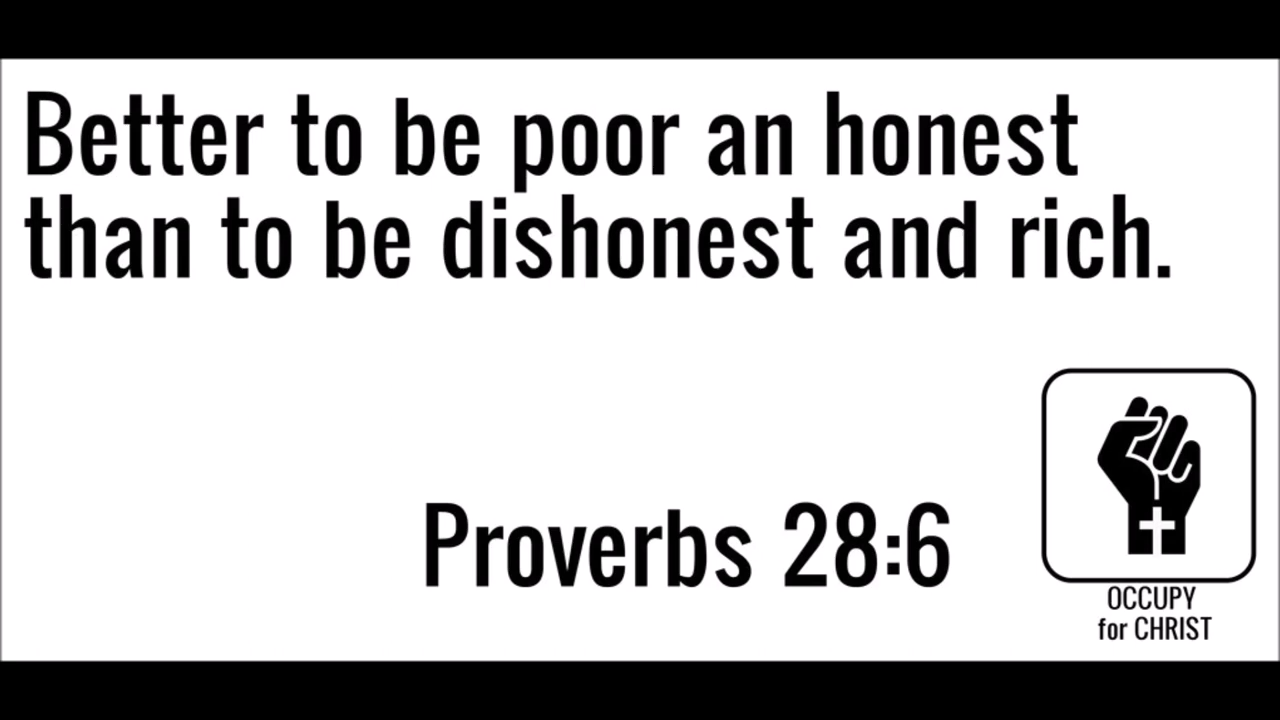 Better to be poor an honest
than to be dishonest and rich.
Proverbs 28:6
OCCUPY
for CHRIST